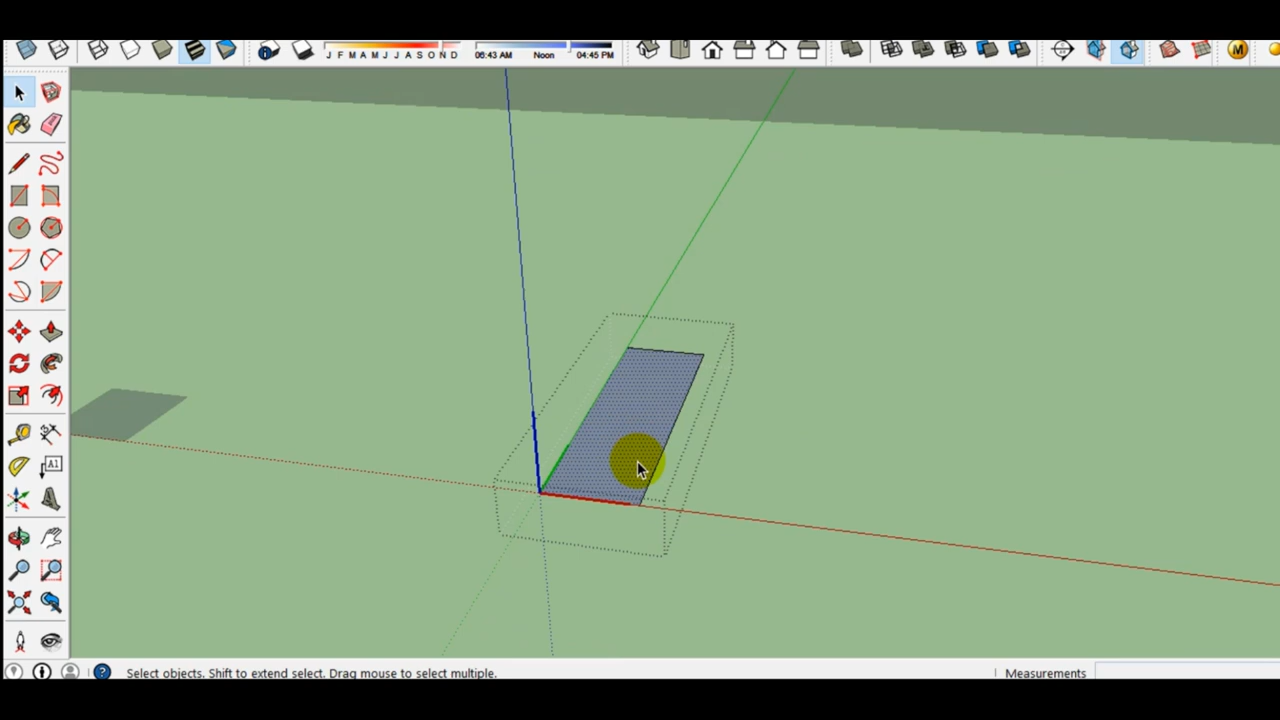 J F M A M J J A S O N D 06:43 AM Noon 04:45 PM
M
A1
Select objects. Shift to extend select. Drag mouse to select multiple.
Measurements